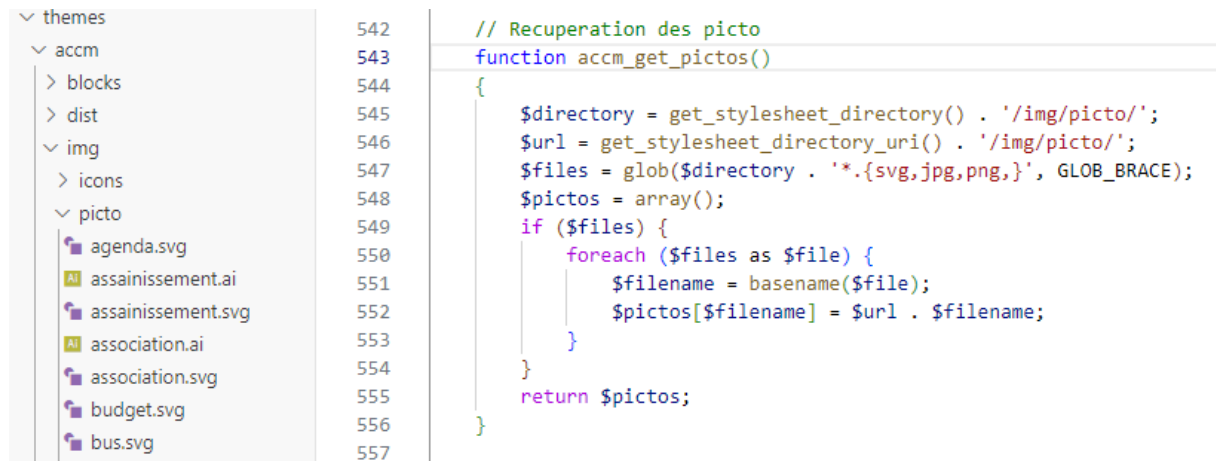 themes
accm
blocks
dist
img
icons
picto
agenda.svg
AI assainissement.ai
assainissement.svg
AI association.ai
association.svg
budget.svg
bus.svg
542 // Recuperation des picto
543 function accm_get_pictos()
544 {
545 $directory = get_stylesheet_directory() . '/img/picto/';
546 $url = get_stylesheet_directory_uri() . '/img/picto/';
547 $files = glob($directory . '*.{svg,jpg,png,}', GLOB_BRACE);
548 $pictos = array();
549 if ($files) {
550 foreach ($files as $file) {
551 $filename = basename($file);
552 $pictos[$filename] = $url . $filename;
553 }
554 }
555 return $pictos;
556 }
557